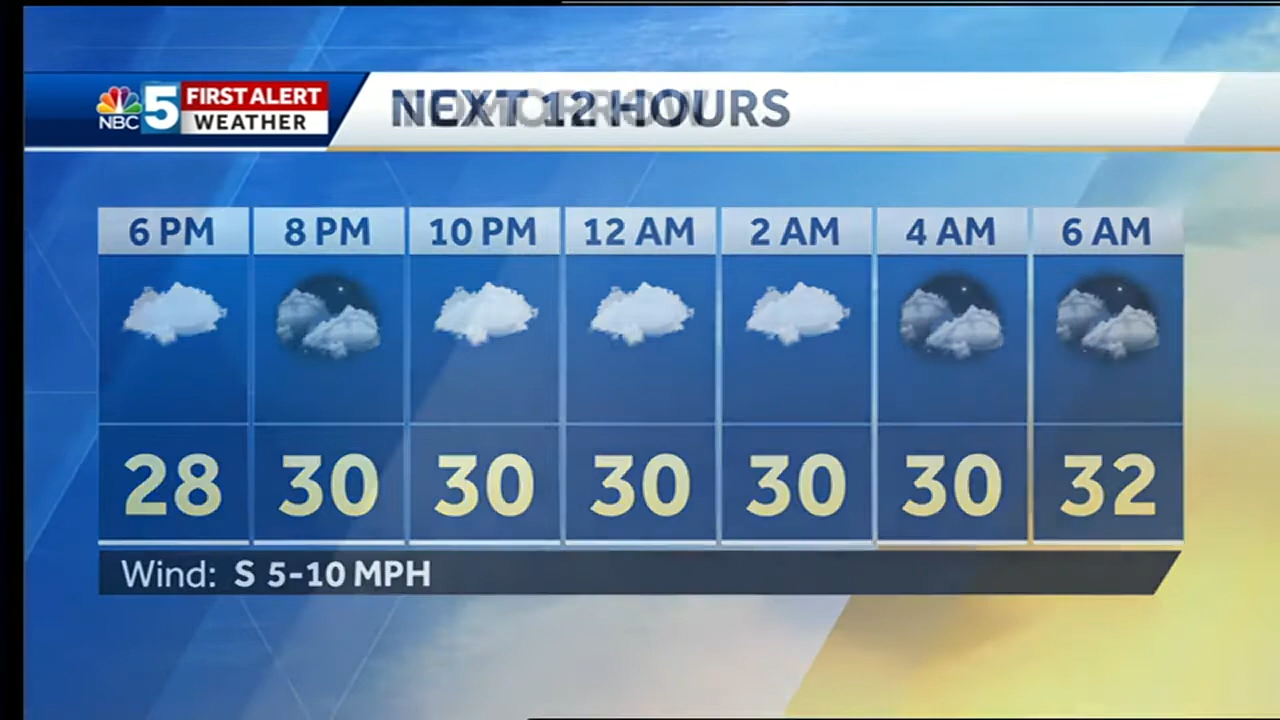 NBC 5 FIRST ALERT WEATHER
NEXT 12 HOURS
TOMORROW
6 PM 8 PM 10 PM 12 AM 2 AM 4 AM 6 AM
28 30 30 30 30 30 32
Wind: S 5-10 MPH